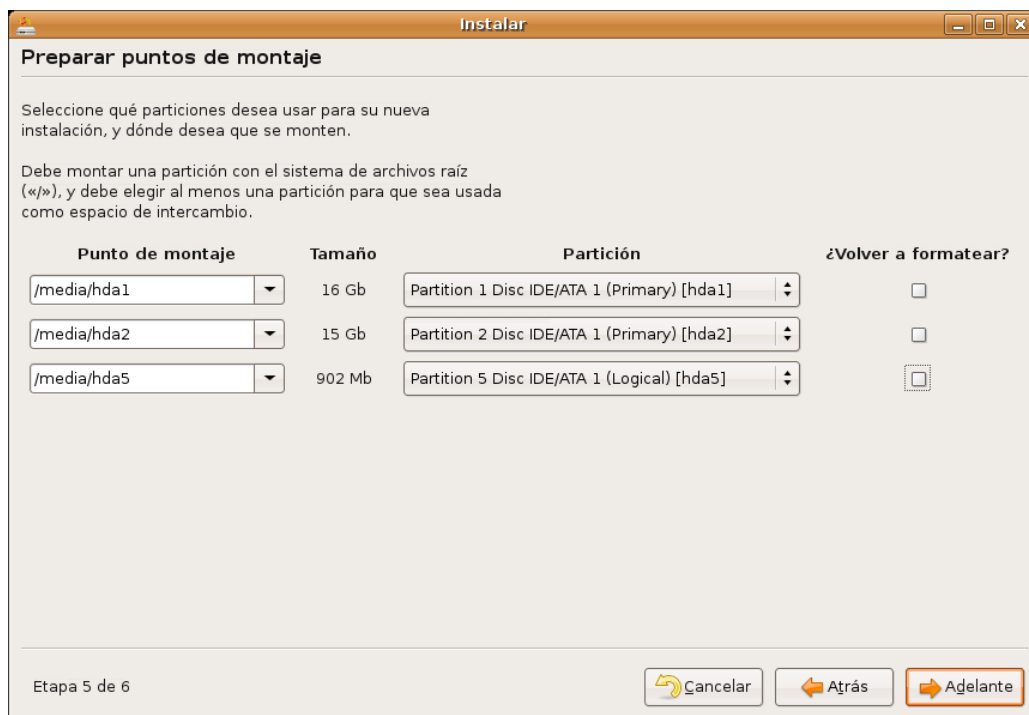 Instalar
Preparar puntos de montaje
Seleccione qué particiones desea usar para su nueva
instalación, y dónde desea que se monten.
Debe montar una partición con el sistema de archivos raíz
(«/»), y debe elegir al menos una partición para que sea usada
como espacio de intercambio.
Punto de montaje Tamaño Partición ¿Volver a formatear?
/media/hda1 16 Gb Partition 1 Disc IDE/ATA 1 (Primary) [hda1]
/media/hda2 15 Gb Partition 2 Disc IDE/ATA 1 (Primary) [hda2]
/media/hda5 902 Mb Partition 5 Disc IDE/ATA 1 (Logical) [hda5]
Etapa 5 de 6 Cancelar Atrás Adelante